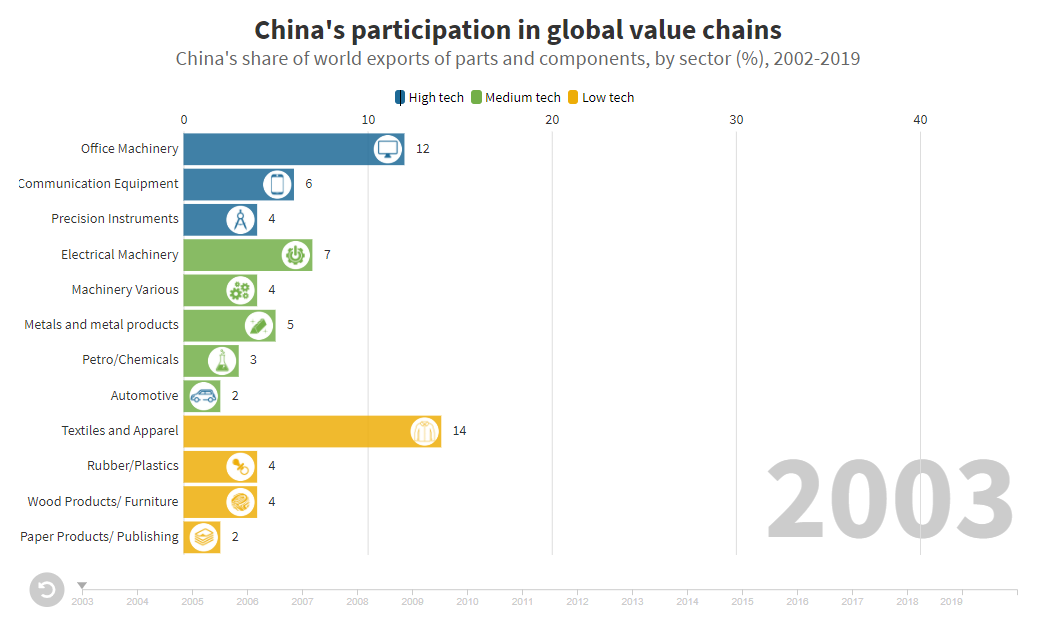 China's participation in global value chains
China's share of world exports of parts and components, by sector (%), 2002-2019
High tech Medium tech Low tech
0 10 20 30 40
Office Machinery 12
Communication Equipment 6
Precision Instruments 4
Electrical Machinery 7
Machinery Various 4
Metals and metal products 5
Petro/Chemicals 3
Automotive 2
Textiles and Apparel 14
Rubber/Plastics 4
Wood Products/ Furniture 4
Paper Products/ Publishing 2
2003
2003 2004 2005 2006 2007 2008 2009 2010 2011 2012 2013 2014 2015 2016 2017 2018 2019